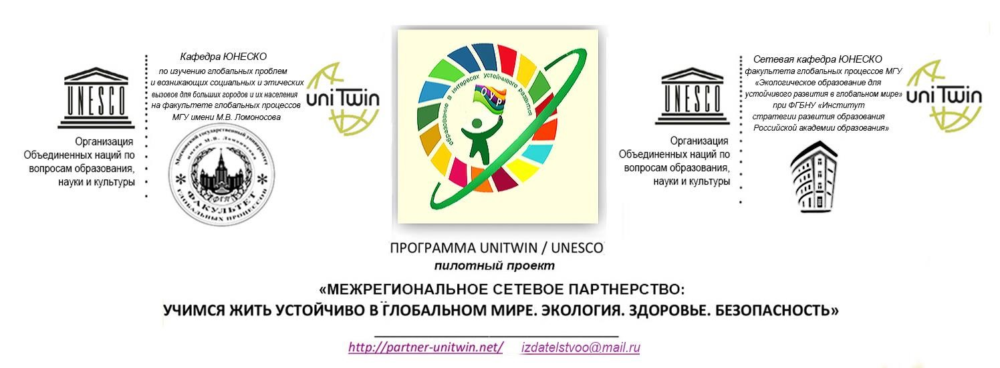 Кафедра ЮНЕСКО
по изучению глобальных проблем
и возникающих социальных и этических
вызовов для больших городов и их населения
на факультете глобальных процессов
МГУ имени М.В. Ломоносова
UNESCO
uniTwin
Организация
Объединенных наций по
вопросам образования,
науки и культуры
Московский государственный университет
имени М.В. Ломоносова
ФГП
ФАКУЛЬТЕТ
ГЛОБАЛЬНЫХ ПРОЦЕССОВ
образованию в интересах устойчивого развития
ОУР
Сетевая кафедра ЮНЕСКО
факультета глобальных процессов МГУ
«Экологическое образование для
устойчивого развития в глобальном мире»
при ФГБНУ «Институт
стратегии развития образования
Российской академии образования»
UNESCO
uniTwin
Организация
Объединенных наций по
вопросам образования,
науки и культуры
ПРОГРАММА UNITWIN / UNESCO
пилотный проект
«МЕЖРЕГИОНАЛЬНОЕ СЕТЕВОЕ ПАРТНЕРСТВО:
УЧИМСЯ ЖИТЬ УСТОЙЧИВО В ГЛОБАЛЬНОМ МИРЕ. ЭКОЛОГИЯ. ЗДОРОВЬЕ. БЕЗОПАСНОСТЬ»
http://partner-unitwin.net/ izdatelstvoo@mail.ru